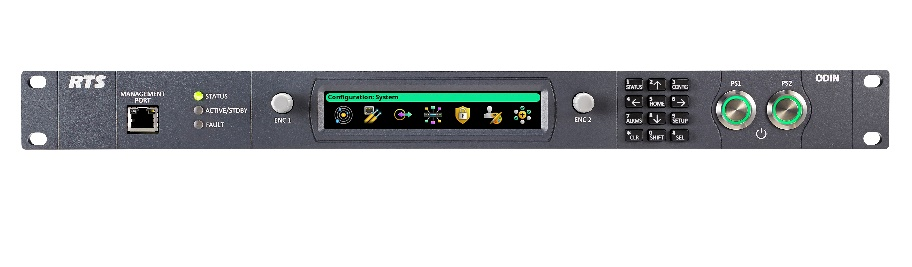 RTS
MANAGEMENT
PORT
STATUS
ACTIVE/STDBY
FAULT
ENC 1
Configuration: System
ENC 2
1
STATUS
2
3
CONFIG
4
5
HOME
6
7
ALRMS
8
9
SETUP
*
CLR
0
SHIFT
#
SEL
PS1
PS2
ODIN